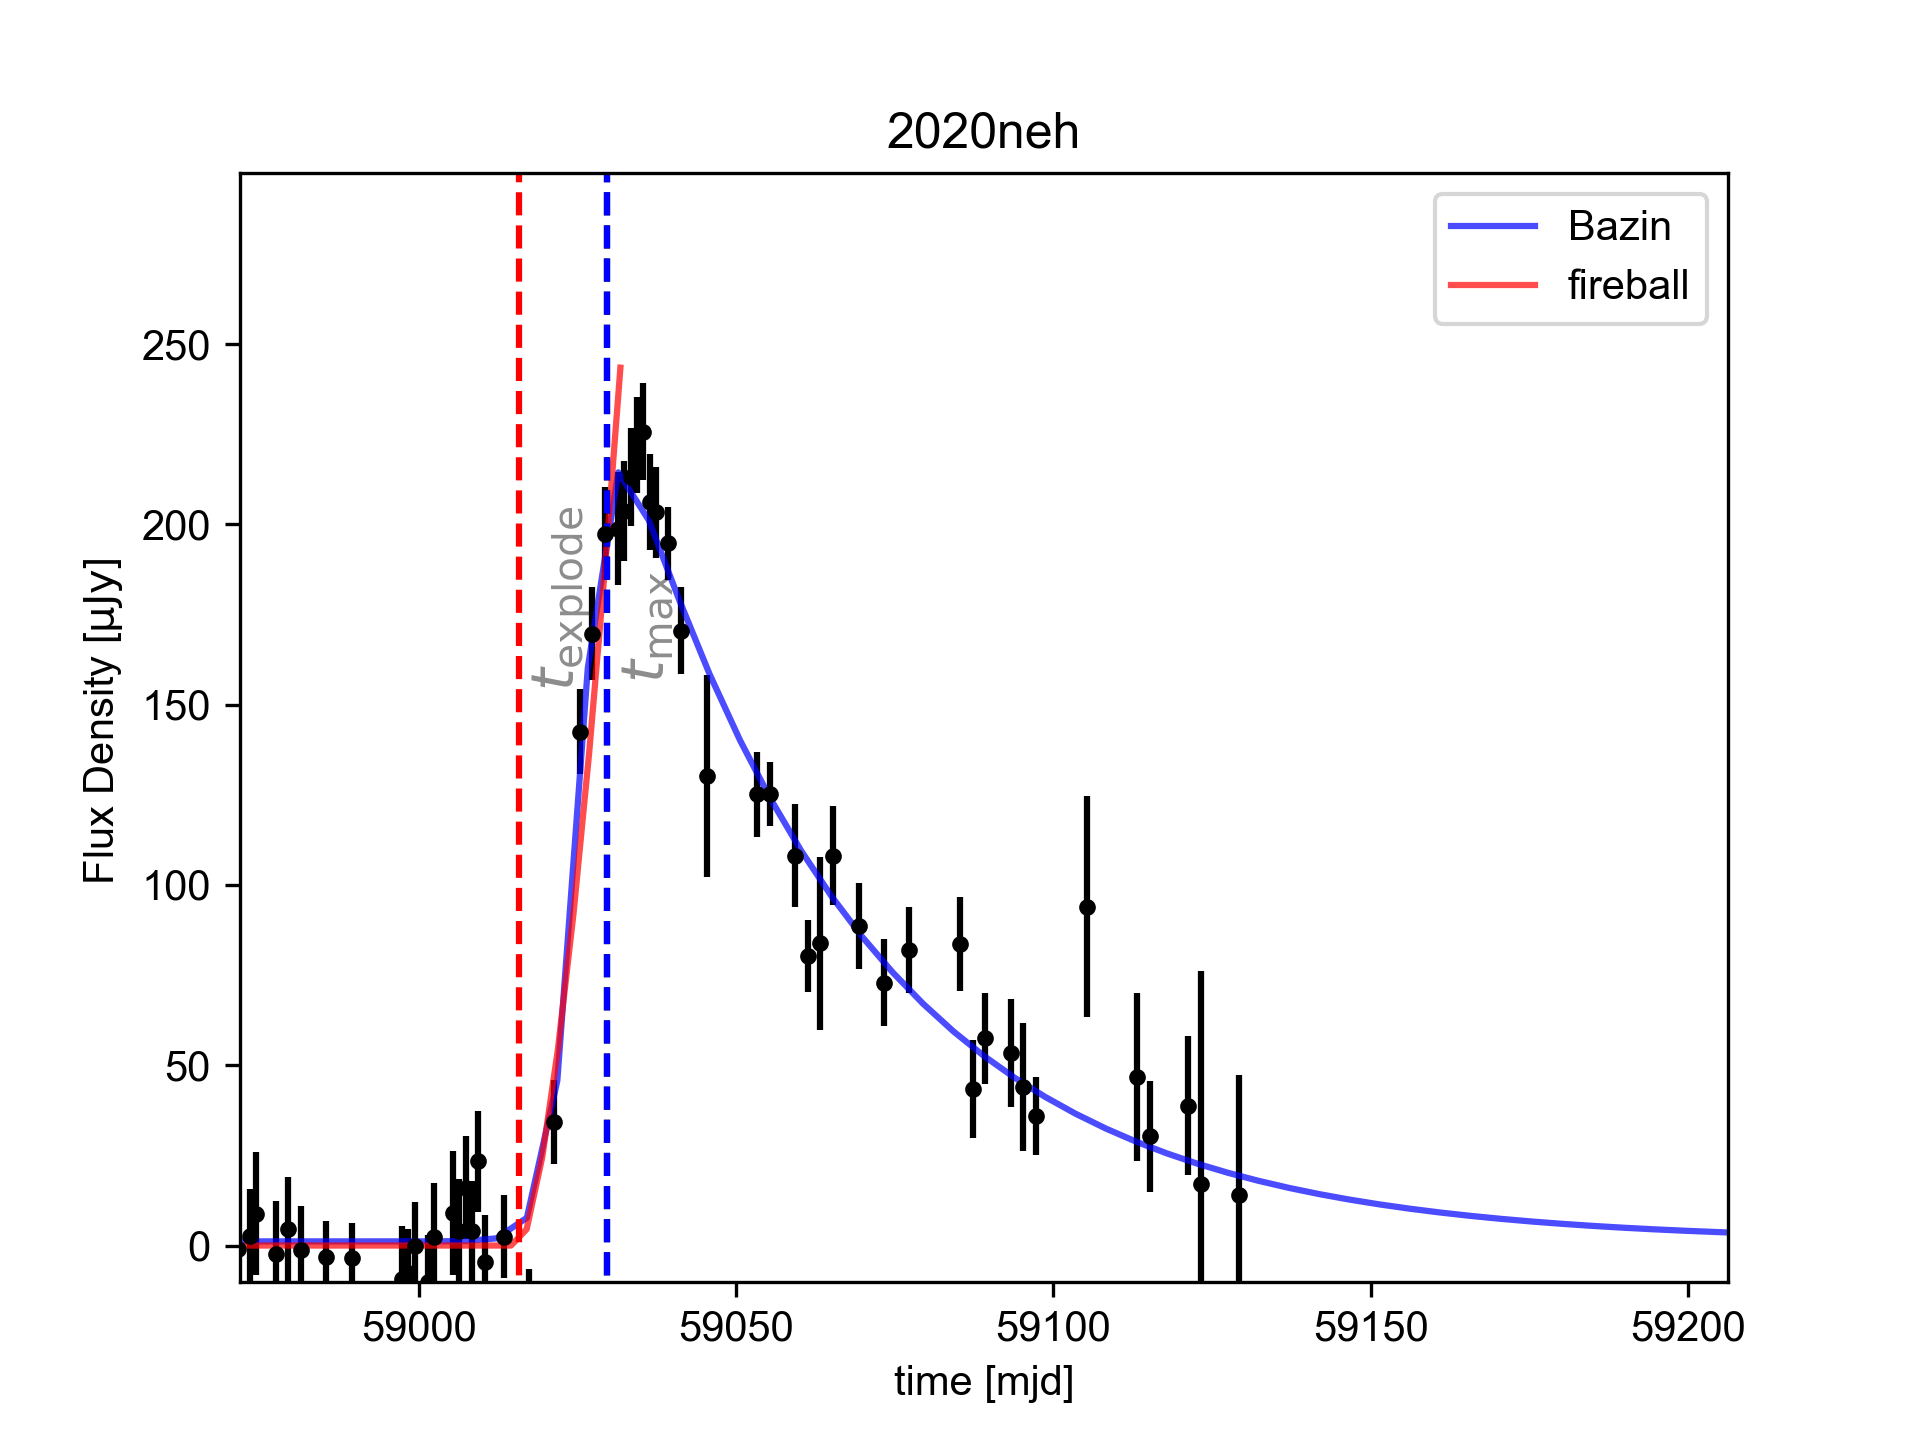 2020neh
Bazin
fireball
250
200
150
100
50
0
Flux Density [µJy]
t_explode
t_max
59000 59050 59100 59150 59200
time [mjd]